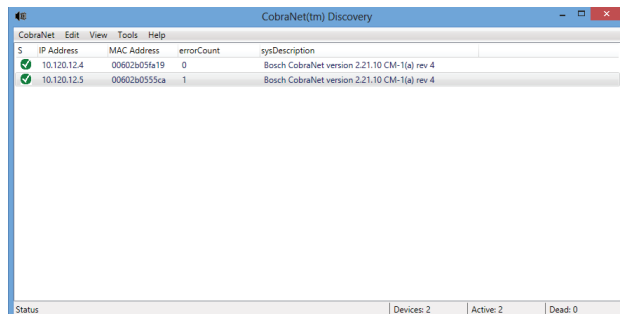 CobraNet(tm) Discovery
CobraNet Edit View Tools Help
S IP Address MAC Address errorCount sysDescription
10.120.12.4 00602b05fa19 0 Bosch CobraNet version 2.21.10 CM-1(a) rev 4
10.120.12.5 00602b0555ca 1 Bosch CobraNet version 2.21.10 CM-1(a) rev 4
Status Devices: 2 Active: 2 Dead: 0